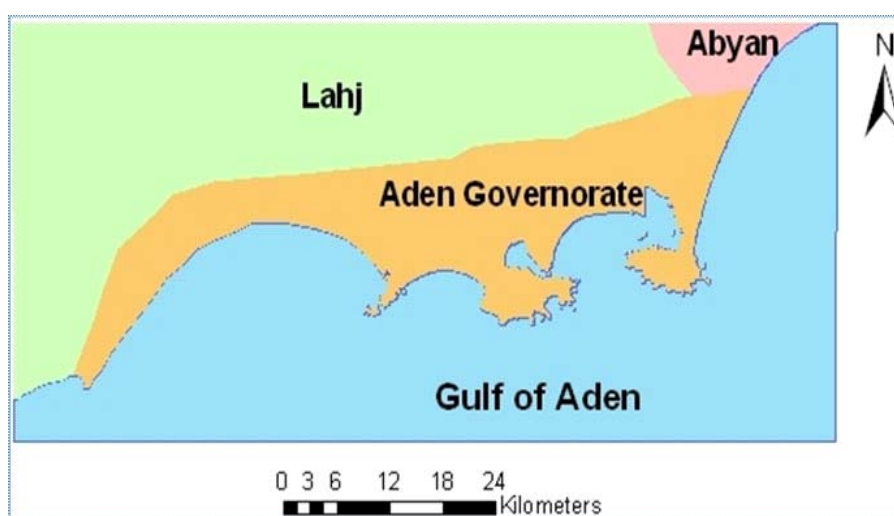 N
Abyan
Lahj
Aden Governorate
Gulf of Aden
0 3 6 12 18 24
Kilometers